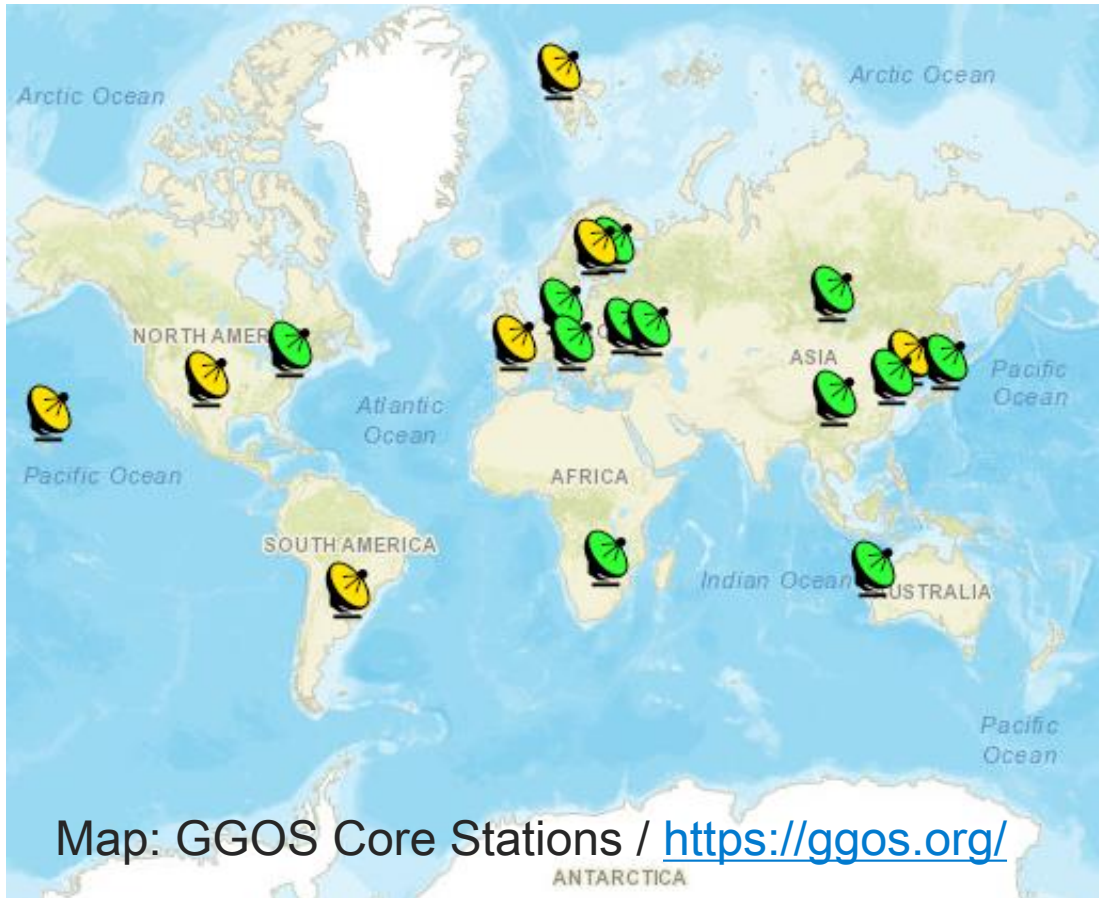 Arctic Ocean
Arctic Ocean
NORTH AMER
ASIA
Pacific
Ocean
Atlantic
Ocean
Pacific Ocean
AFRICA
SOUTH AMERICA
Indian Ocean
USTRALIA
Pacific
Ocean
Map: GGOS Core Stations / https://ggos.org/
ANTARCTICA